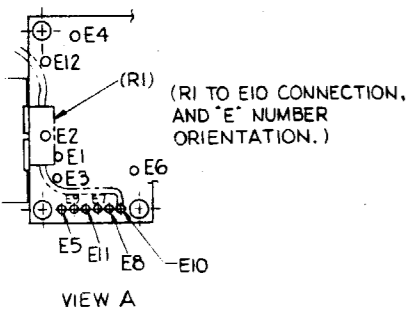 E4
E12
(R1)
(R1 TO E10 CONNECTION,
AND "E" NUMBER
ORIENTATION.)
E2
E1
E6
E3
E9 E7
E5
E11
E8
E10
VIEW A